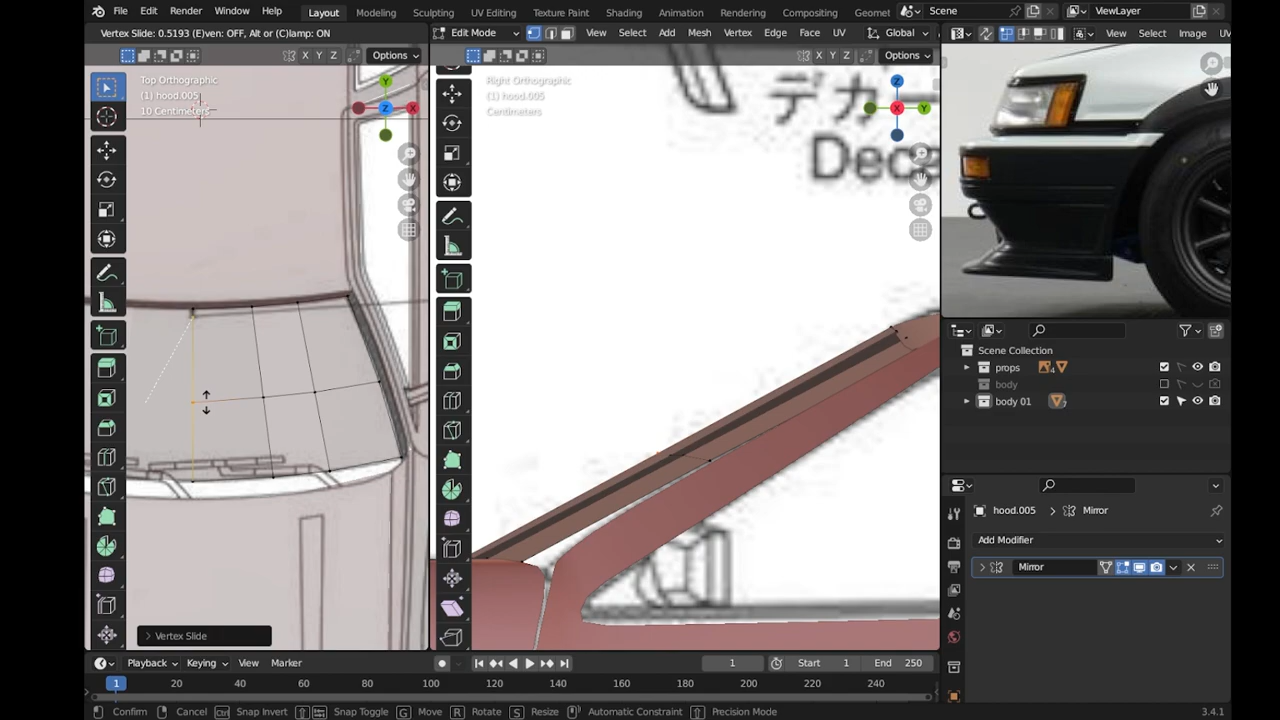 File Edit Render Window Help
Layout Modeling Sculpting UV Editing Texture Paint Shading Animation Rendering Compositing Geomet
Scene
ViewLayer
Vertex Slide: 0.5193 (E)ven: OFF, Alt or (C)lamp: ON
Edit Mode View Select Add Mesh Vertex Edge Face UV Global
View Select Image UV
X Y Z Options
X Y Z Options
Top Orthographic
(1) hood.005
10 Centimeters
Y
Z
X
Right Orthographic
(1) hood.005
Centimeters
Z
X
Y
デカ
Deca
Scene Collection
props
4
body
body 01
7
hood.005 > Mirror
Add Modifier
Mirror
Vertex Slide
Playback Keying View Marker
1
Start 1
End 250
1 20 40 60 80 100 120 140 160 180 200 220 240
Confirm Cancel Ctrl Snap Invert Snap Toggle G Move R Rotate S Resize Automatic Constraint Precision Mode
3.4.1